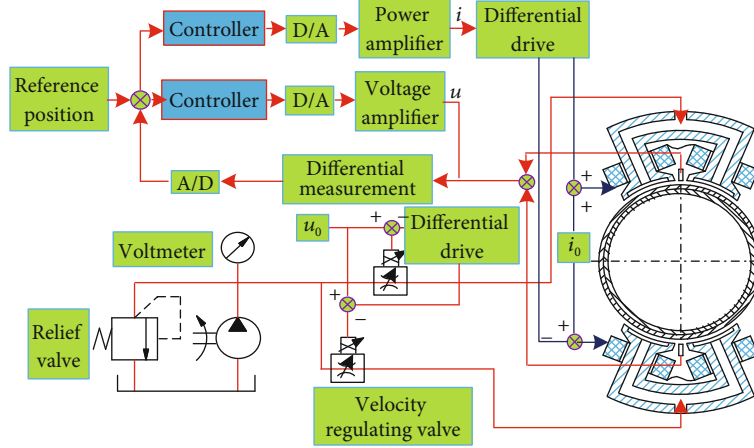 Controller
D/A
Power
amplifier
i
Differential
drive
Reference
position
Controller
D/A
Voltage
amplifier
u
A/D
Differential
measurement
+
+
u0
+
−
Differential
drive
i0
Voltmeter
+
−
−
+
Relief
valve
Velocity
regulating valve